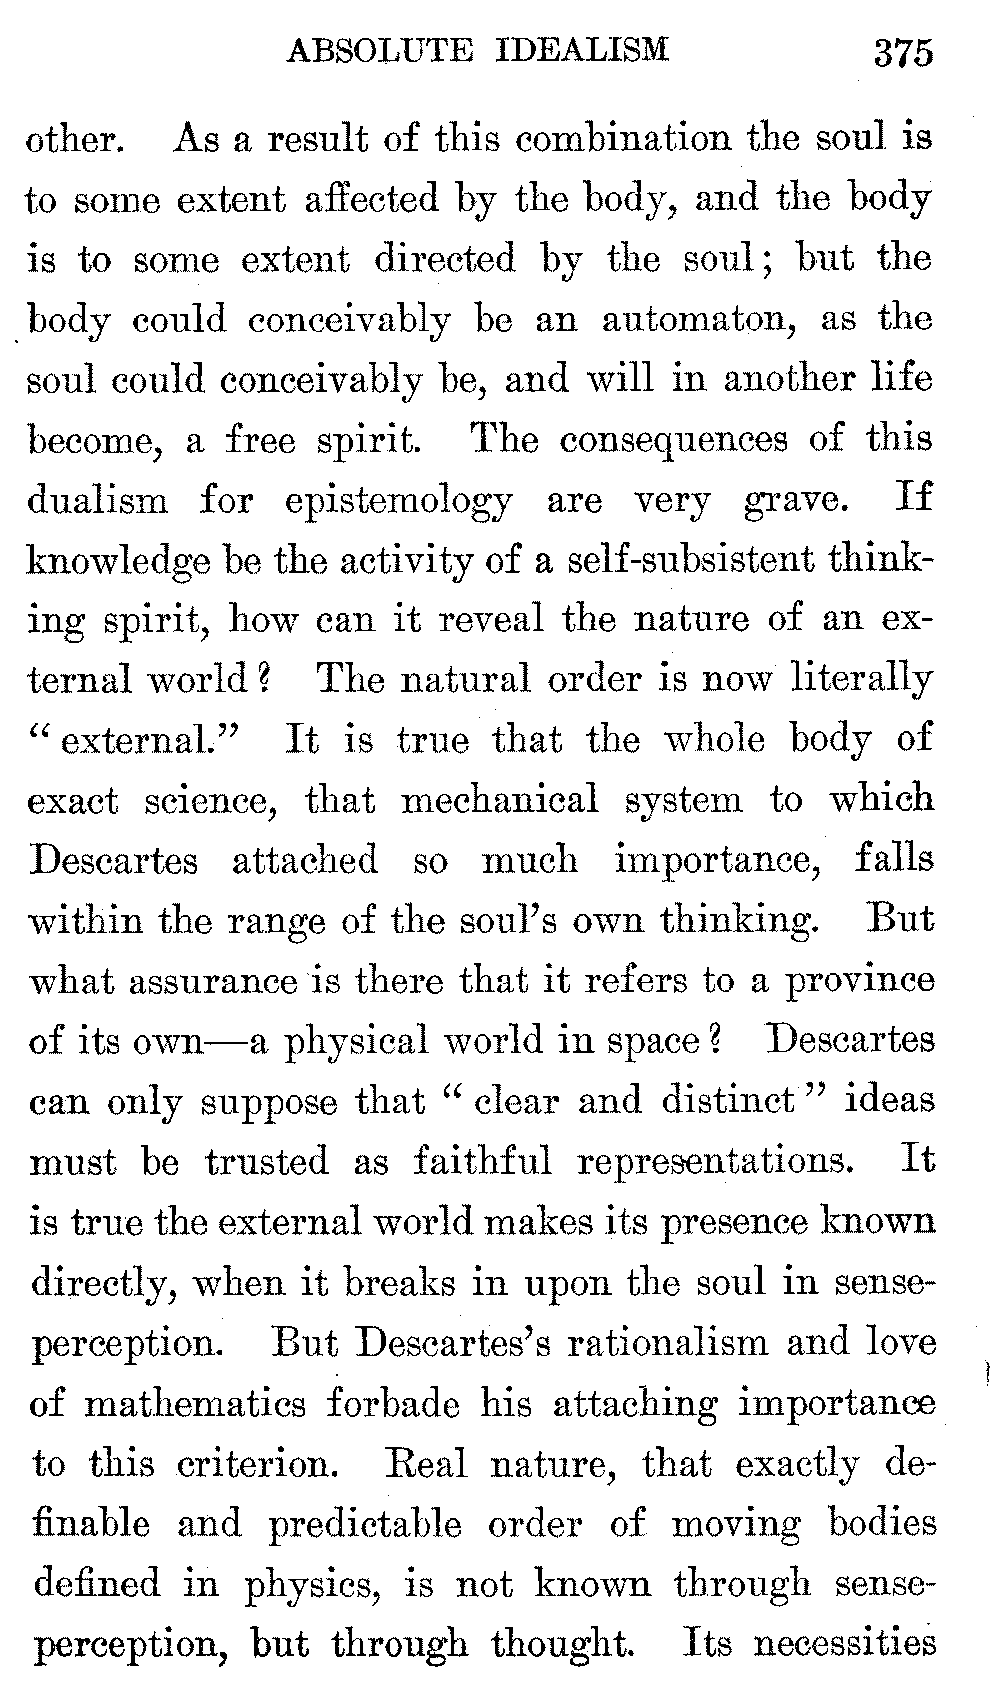 ABSOLUTE IDEALISM 375
other. As a result of this combination the soul is
to some extent affected by the body, and the body
is to some extent directed by the soul; but the
body could conceivably be an automaton, as the
soul could conceivably be, and will in another life
become, a free spirit. The consequences of this
dualism for epistemology are very grave. If
knowledge be the activity of a self-subsistent think-
ing spirit, how can it reveal the nature of an ex-
ternal world? The natural order is now literally
“external.” It is true that the whole body of
exact science, that mechanical system to which
Descartes attached so much importance, falls
within the range of the soul’s own thinking. But
what assurance is there that it refers to a province
of its own—a physical world in space? Descartes
can only suppose that “clear and distinct” ideas
must be trusted as faithful representations. It
is true the external world makes its presence known
directly, when it breaks in upon the soul in sense-
perception. But Descartes’s rationalism and love
of mathematics forbade his attaching importance
to this criterion. Real nature, that exactly de-
finable and predictable order of moving bodies
defined in physics, is not known through sense-
perception, but through thought. Its necessities